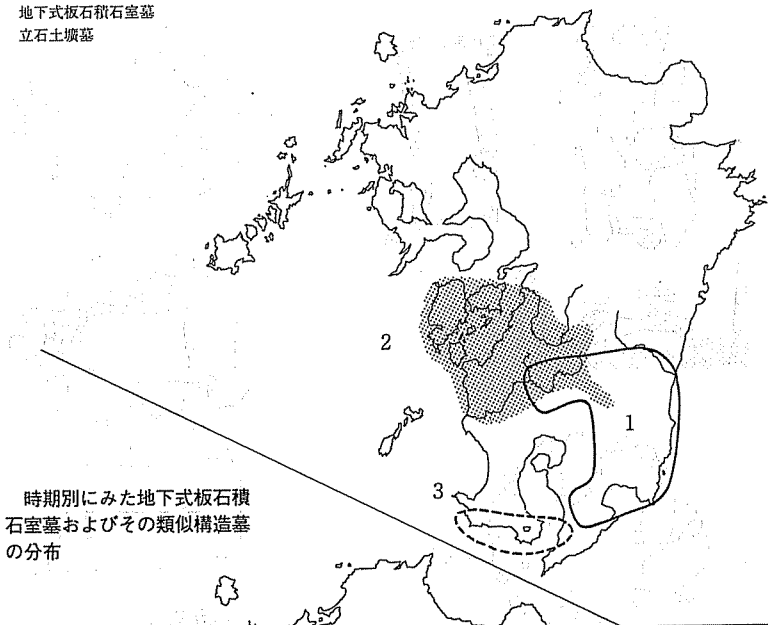 地下式板石積石室墓
立石土壙墓
2
1
3
時期別にみた地下式板石積
石室墓およびその類似構造墓
の分布